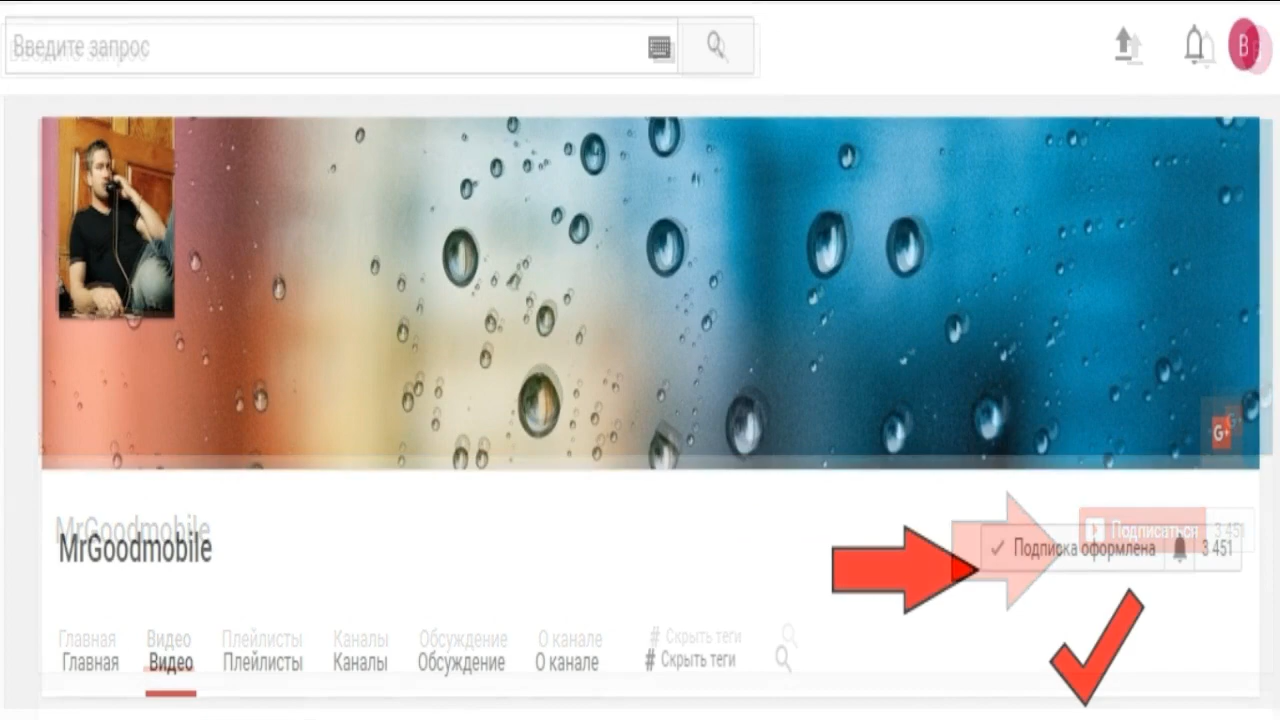 Введите запрос
B
G+
MrGoodmobile
MrGoodmobile
Подписаться 3 451
Подписка оформлена 3 451
Главная Видео Плейлисты Каналы Обсуждение О канале # Скрыть теги
Главная Видео Плейлисты Каналы Обсуждение О канале # Скрыть теги